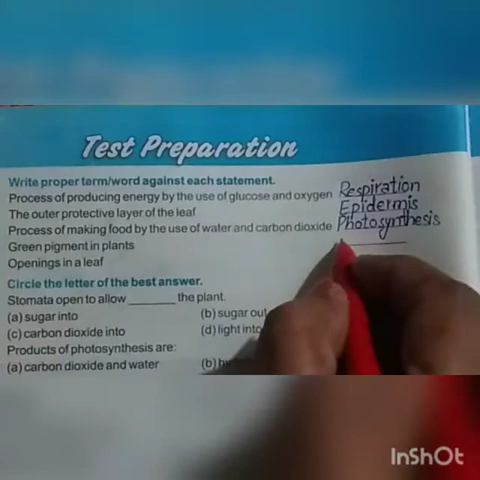 Test Preparation
Write proper term/word against each statement.
Process of producing energy by the use of glucose and oxygen Respiration
The outer protective layer of the leaf Epidermis
Process of making food by the use of water and carbon dioxide Photosynthesis
Green pigment in plants
Openings in a leaf
Circle the letter of the best answer.
Stomata open to allow ________ the plant.
(a) sugar into (b) sugar out
(c) carbon dioxide into (d) light into
Products of photosynthesis are:
(a) carbon dioxide and water (b)
InShOt